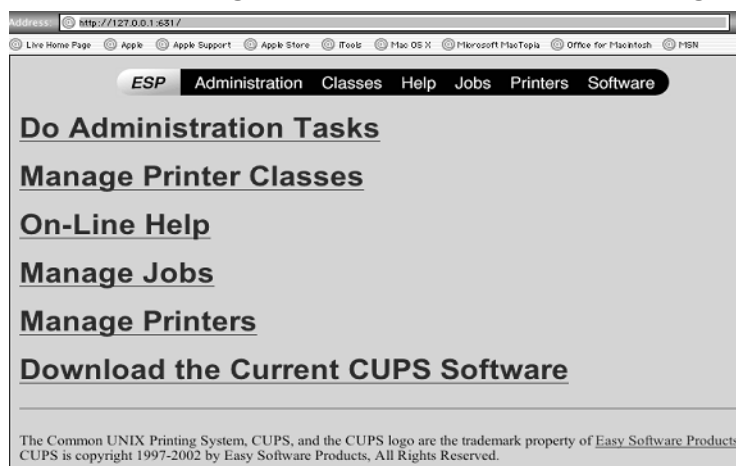 Address: http://127.0.0.1:631/
Live Home Page Apple Apple Support Apple Store iTools Mac OS X Microsoft MacTopia Office for Macintosh MSN
ESP Administration Classes Help Jobs Printers Software
Do Administration Tasks
Manage Printer Classes
On-Line Help
Manage Jobs
Manage Printers
Download the Current CUPS Software
The Common UNIX Printing System, CUPS, and the CUPS logo are the trademark property of Easy Software Products
CUPS is copyright 1997-2002 by Easy Software Products, All Rights Reserved.